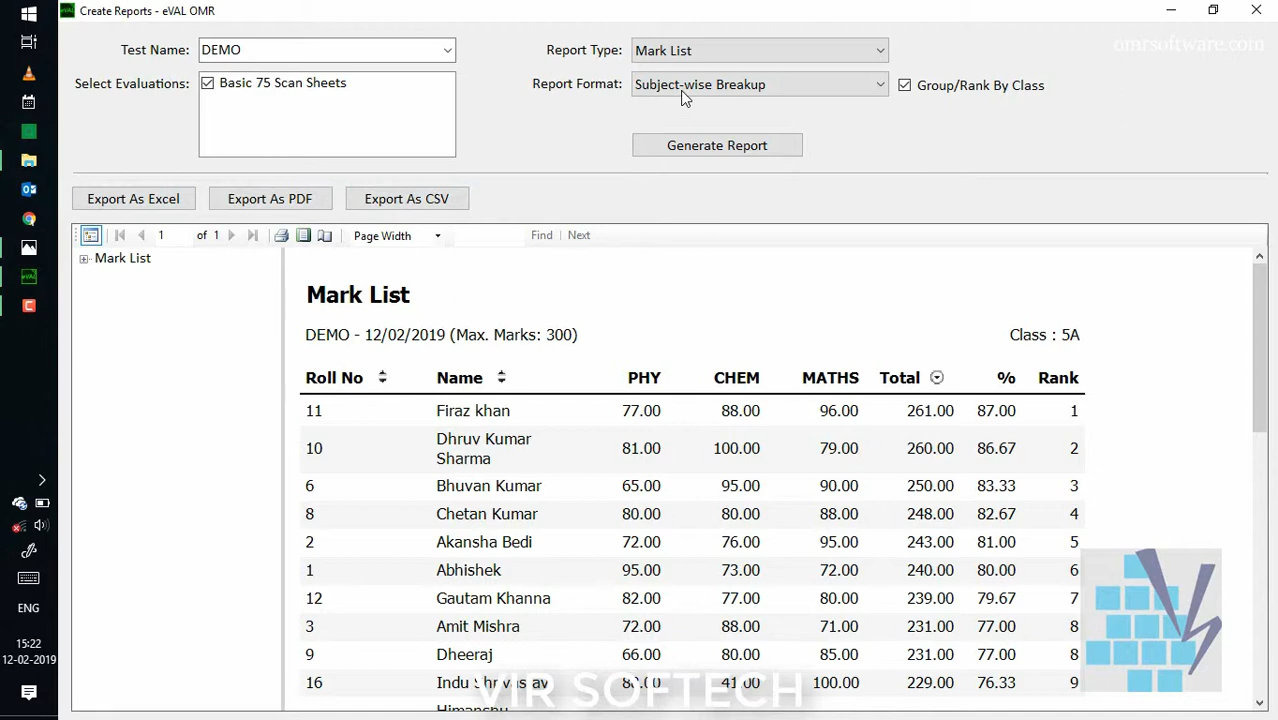 Create Reports - eVAL OMR
omrsoftware.com
Test Name: DEMO Report Type: Mark List
Select Evaluations: Basic 75 Scan Sheets Report Format: Subject-wise Breakup Group/Rank By Class
Generate Report
Export As Excel Export As PDF Export As CSV
1 of 1 Page Width Find Next
Mark List
Mark List
DEMO - 12/02/2019 (Max. Marks: 300) Class : 5A
Roll No Name PHY CHEM MATHS Total % Rank
11 Firaz khan 77.00 88.00 96.00 261.00 87.00 1
10 Dhruv Kumar Sharma 81.00 100.00 79.00 260.00 86.67 2
6 Bhuvan Kumar 65.00 95.00 90.00 250.00 83.33 3
8 Chetan Kumar 80.00 80.00 88.00 248.00 82.67 4
2 Akansha Bedi 72.00 76.00 95.00 243.00 81.00 5
1 Abhishek 95.00 73.00 72.00 240.00 80.00 6
12 Gautam Khanna 82.00 77.00 80.00 239.00 79.67 7
3 Amit Mishra 72.00 88.00 71.00 231.00 77.00 8
9 Dheeraj 66.00 80.00 85.00 231.00 77.00 8
16 Indu Shrivastav 100.00 229.00 76.33 9
Himanshu
VIR SOFTECH
ENG
15:22
12-02-2019